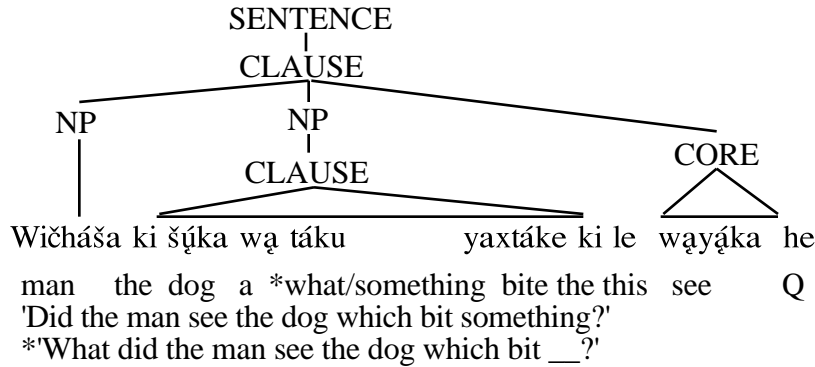 SENTENCE
CLAUSE
NP NP
CORE
CLAUSE
Wičháša ki šų́ka wą táku yaxtáke ki le wąyą́ka he
man the dog a *what/something bite the this see Q
'Did the man see the dog which bit something?'
*'What did the man see the dog which bit __?'